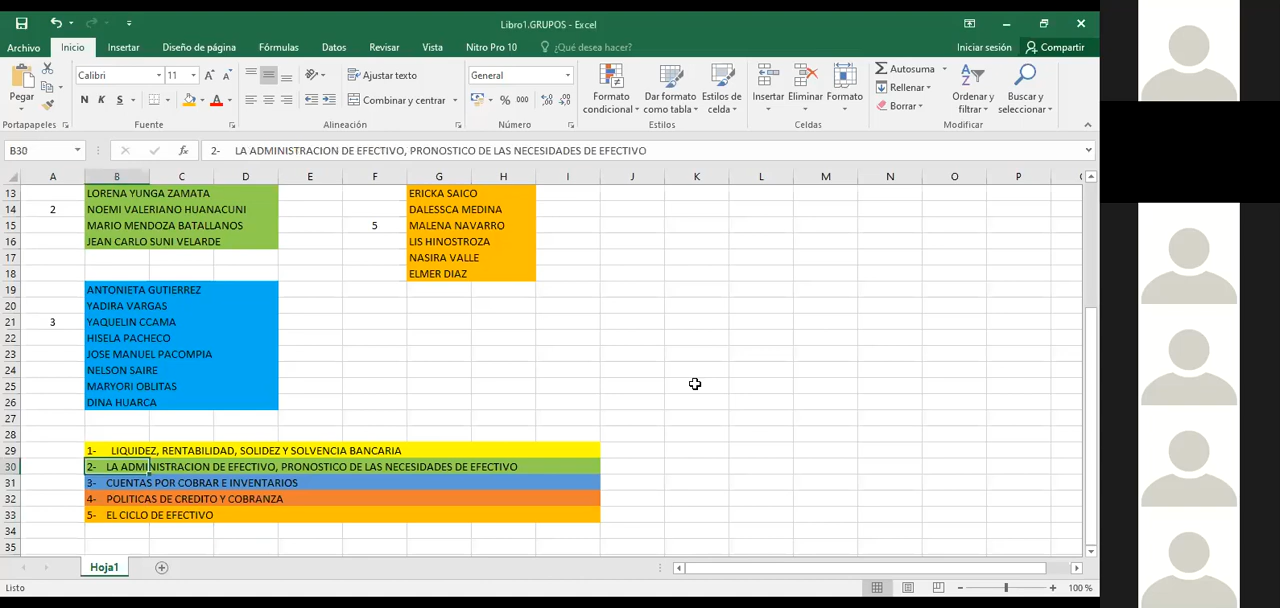 Libro1.GRUPOS - Excel
Archivo Inicio Insertar Diseño de página Fórmulas Datos Revisar Vista Nitro Pro 10 ¿Qué desea hacer? Iniciar sesión Compartir
Pegar
Calibri 11
N K S
Ajustar texto
Combinar y centrar
General
% 000
Formato condicional
Dar formato como tabla
Estilos de celda
Insertar Eliminar Formato
Autosuma
Rellenar
Borrar
Ordenar y filtrar
Buscar y seleccionar
Portapapeles Fuente Alineación Número Estilos Celdas Modificar
B30 fx 2- LA ADMINISTRACION DE EFECTIVO, PRONOSTICO DE LAS NECESIDADES DE EFECTIVO
A B C D E F G H I J K L M N O P
13 LORENA YUNGA ZAMATA ERICKA SAICO
14 2 NOEMI VALERIANO HUANACUNI DALESSCA MEDINA
15 MARIO MENDOZA BATALLANOS 5 MALENA NAVARRO
16 JEAN CARLO SUNI VELARDE LIS HINOSTROZA
17 NASIRA VALLE
18 ELMER DIAZ
19 ANTONIETA GUTIERREZ
20 YADIRA VARGAS
21 3 YAQUELIN CCAMA
22 HISELA PACHECO
23 JOSE MANUEL PACOMPIA
24 NELSON SAIRE
25 MARYORI OBLITAS
26 DINA HUARCA
27
28
29 1- LIQUIDEZ, RENTABILIDAD, SOLIDEZ Y SOLVENCIA BANCARIA
30 2- LA ADMINISTRACION DE EFECTIVO, PRONOSTICO DE LAS NECESIDADES DE EFECTIVO
31 3- CUENTAS POR COBRAR E INVENTARIOS
32 4- POLITICAS DE CREDITO Y COBRANZA
33 5- EL CICLO DE EFECTIVO
34
35
Hoja1
Listo 100 %